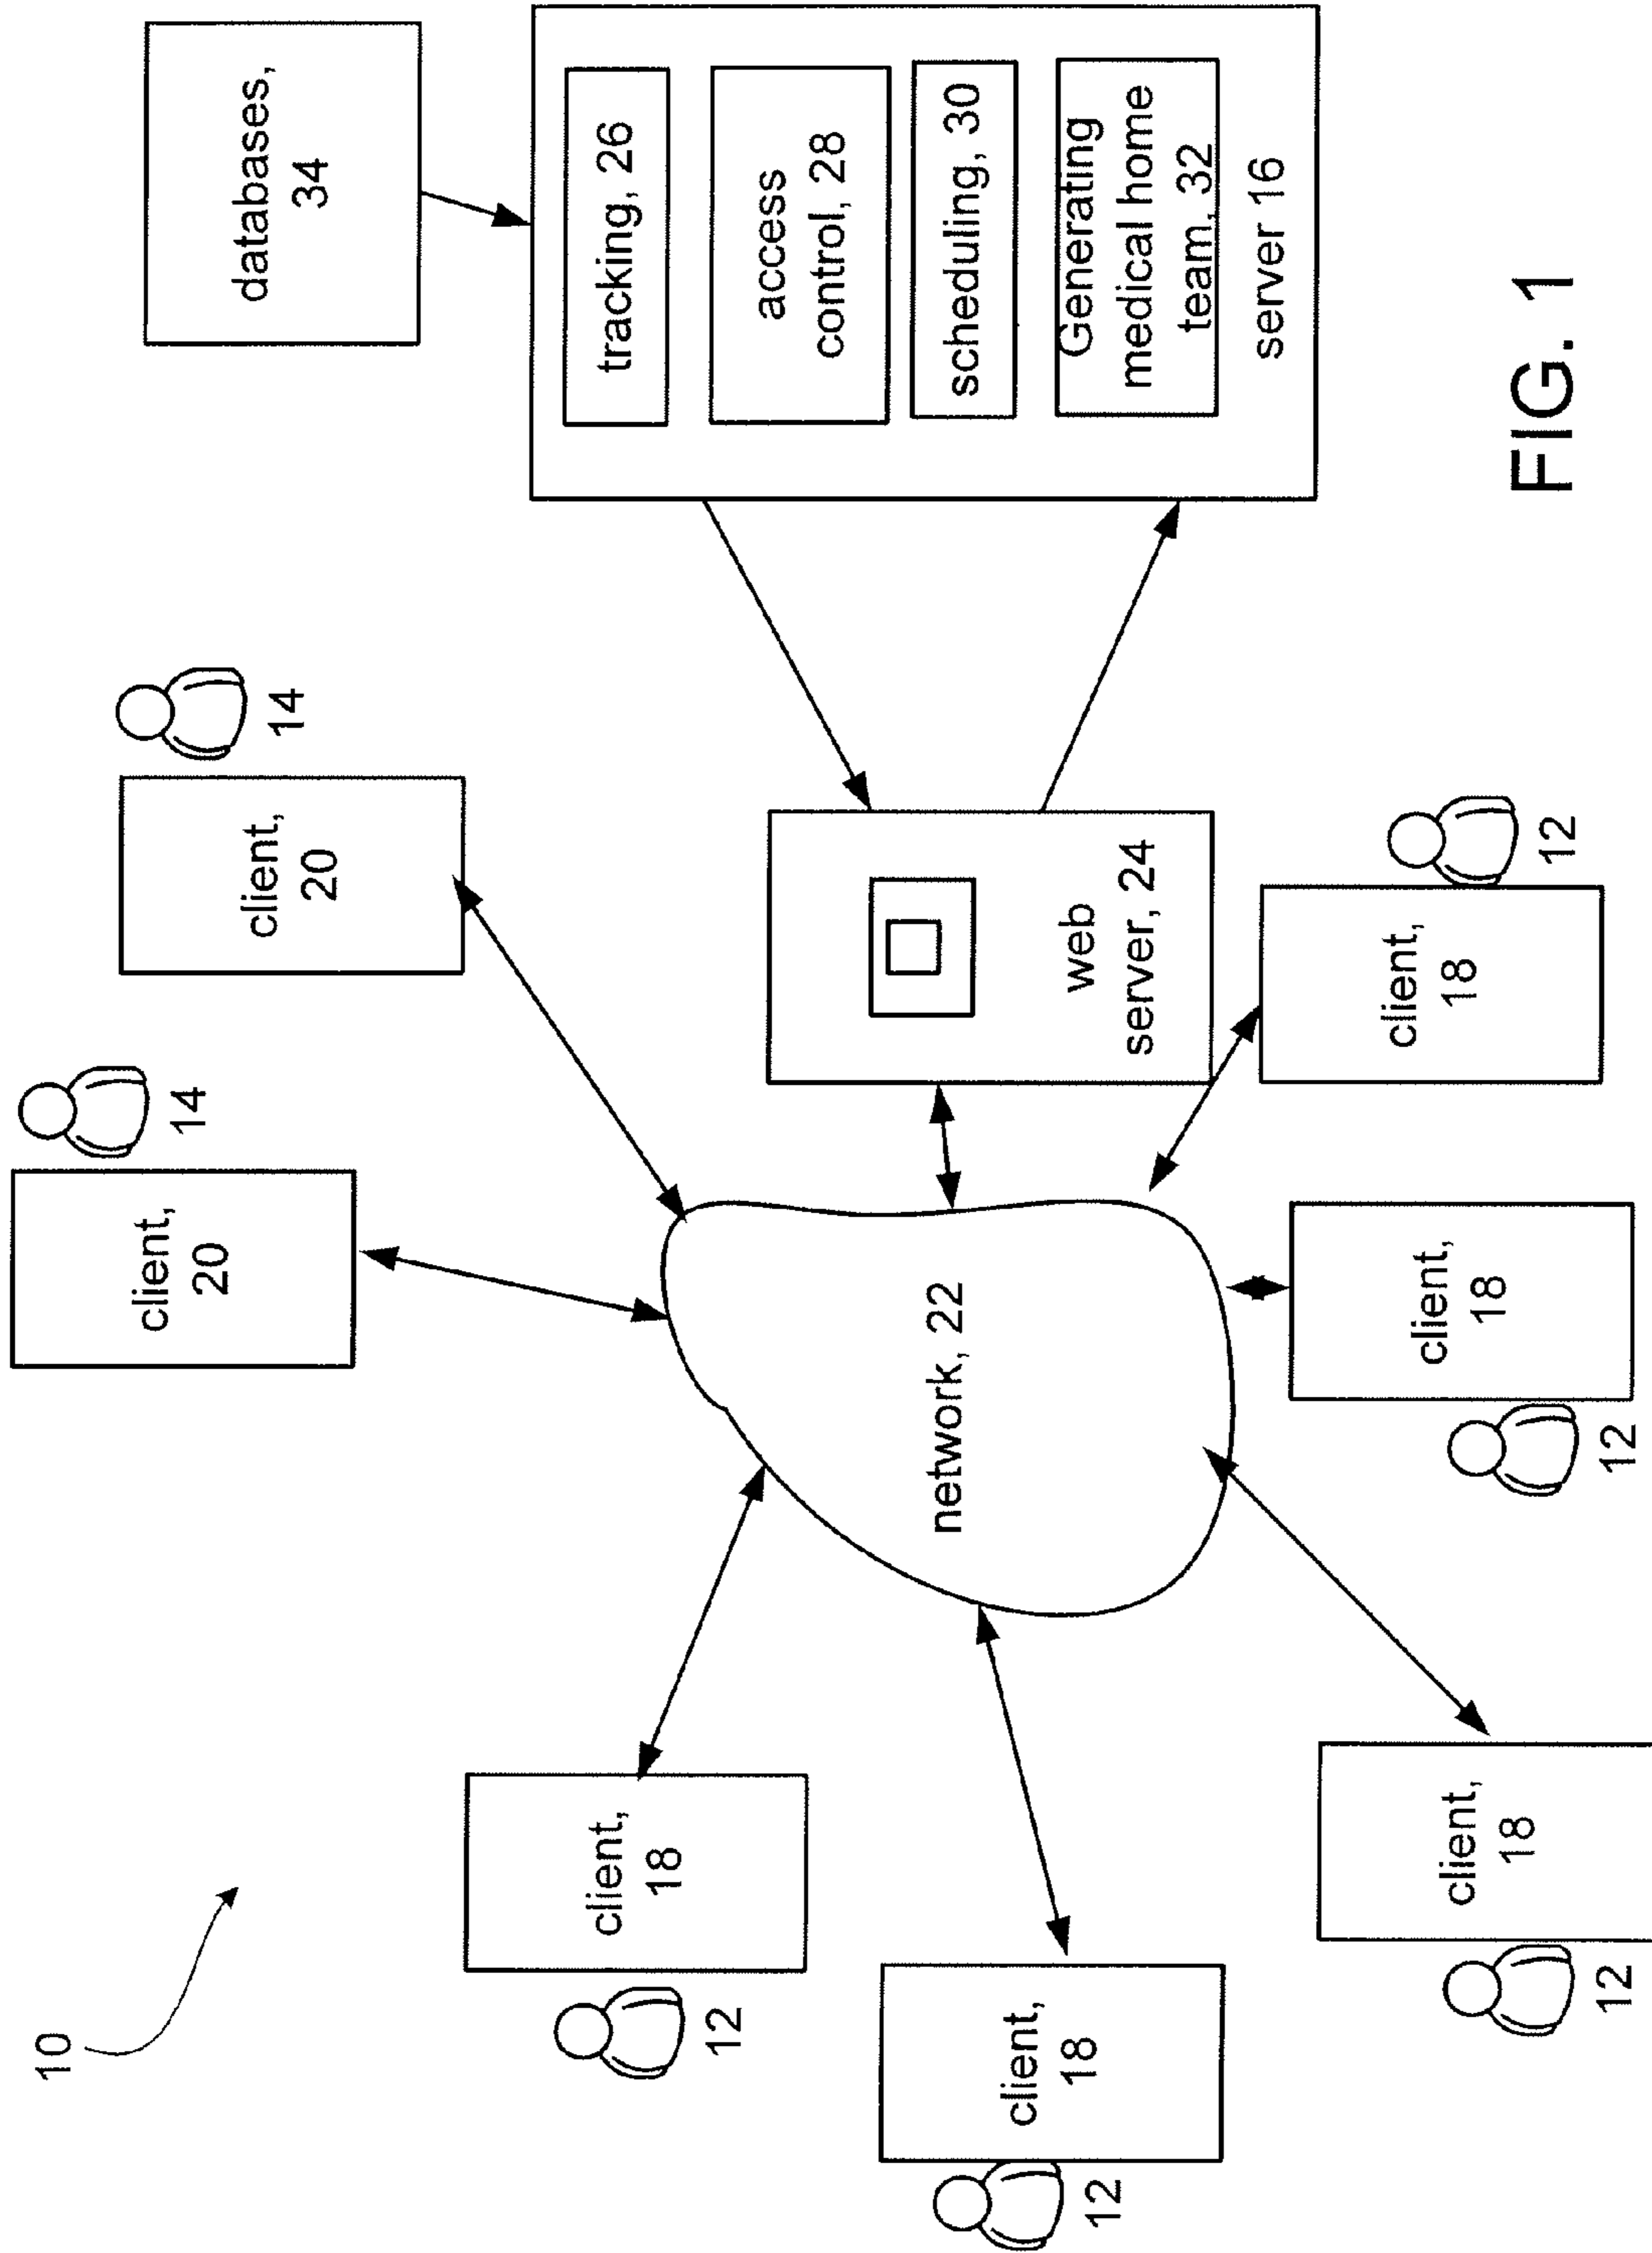 10
client,
20
14
client,
20
14
databases,
34
client,
18
12
tracking, 26
access
control, 28
scheduling, 30
Generating
medical home
team, 32
server 16
network, 22
web
server, 24
client,
18
12
client,
18
12
client,
18
12
client,
18
12
FIG. 1